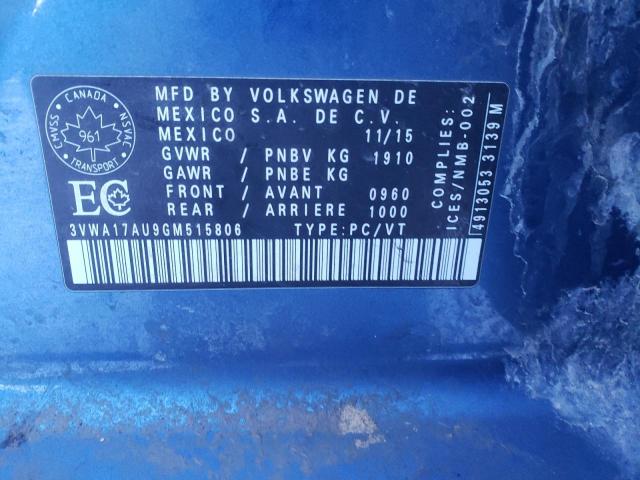 CANADA
CMVSS
NSVAC
961
TRANSPORT
EC
MFD BY VOLKSWAGEN DE
MEXICO S.A. DE C.V.
MEXICO 11/15
GVWR / PNBV KG 1910
GAWR / PNBE KG
FRONT / AVANT 0960
REAR / ARRIERE 1000
3VWA17AU9GM515806 TYPE:PC/VT
COMPLIES:
ICES/NMB-002
4913053 3139 M